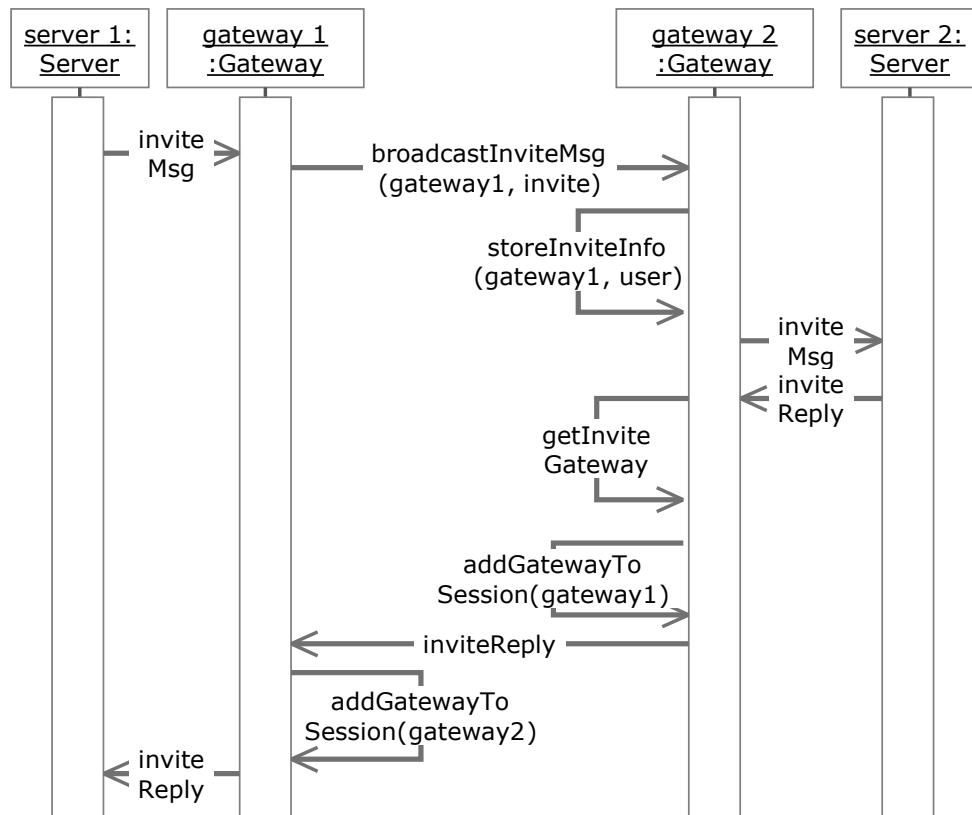 server 1:
Server
gateway 1
:Gateway
gateway 2
:Gateway
server 2:
Server
invite
Msg
broadcastInviteMsg
(gateway1, invite)
storeInviteInfo
(gateway1, user)
invite
Msg
invite
Reply
getInvite
Gateway
addGatewayTo
Session(gateway1)
inviteReply
addGatewayTo
Session(gateway2)
invite
Reply